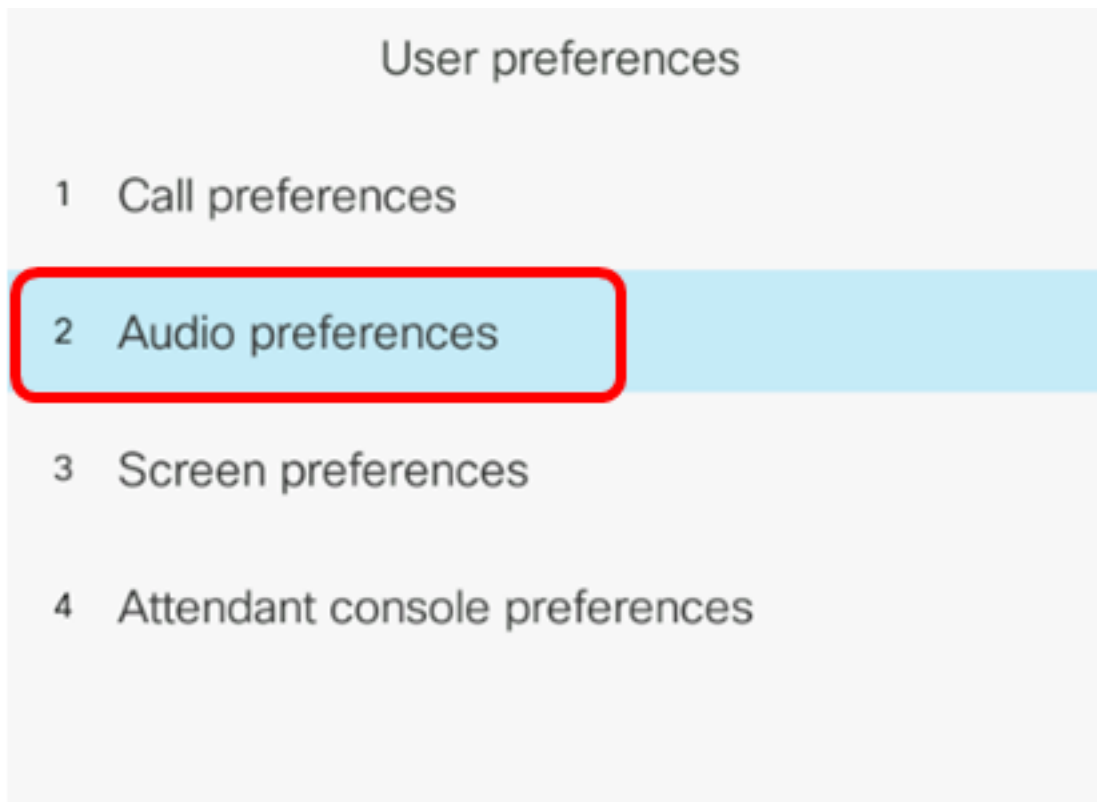 User preferences
1 Call preferences
2 Audio preferences
3 Screen preferences
4 Attendant console preferences